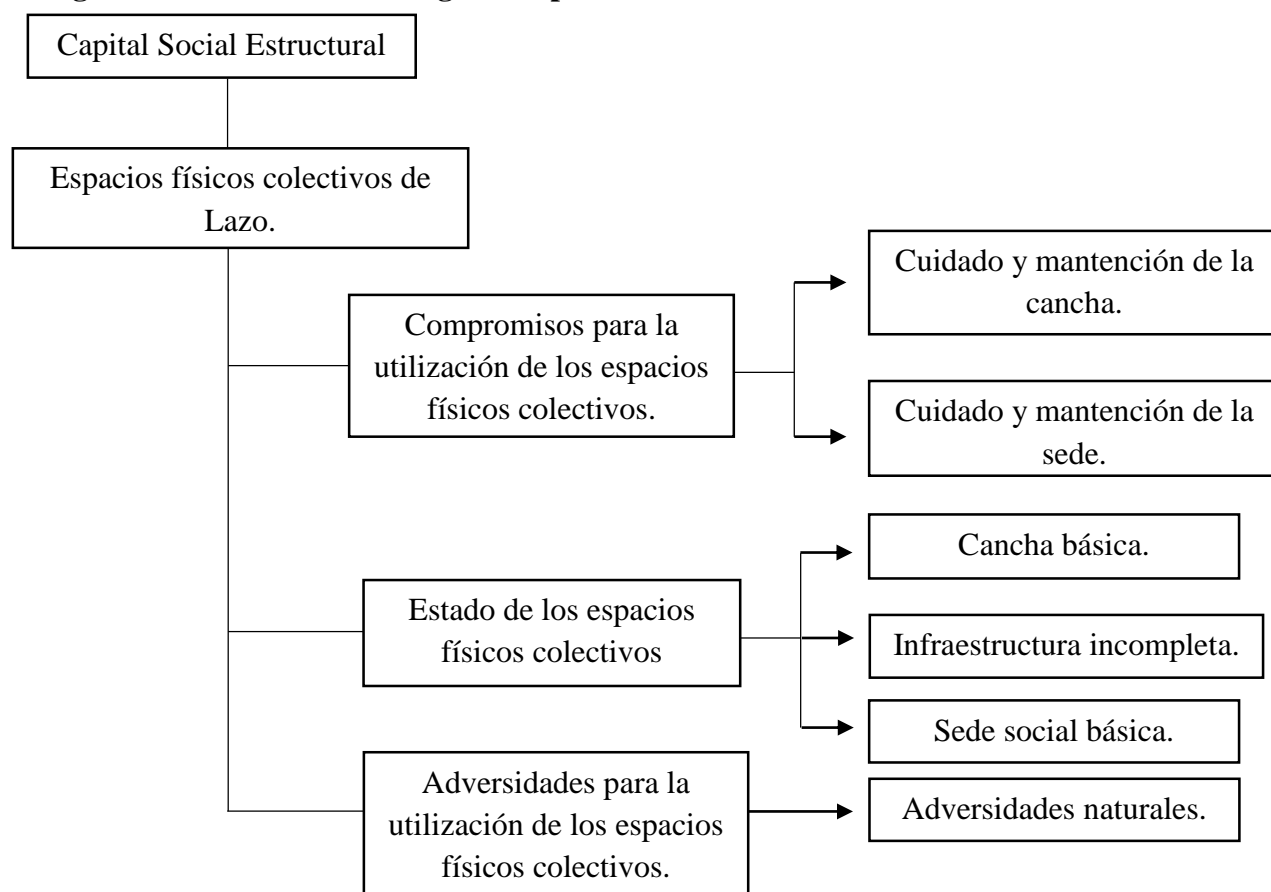 Capital Social Estructural
Espacios físicos colectivos de
Lazo.
Compromisos para la
utilización de los espacios
físicos colectivos.
Cuidado y mantención de la
cancha.
Cuidado y mantención de la
sede.
Estado de los espacios
físicos colectivos
Cancha básica.
Infraestructura incompleta.
Sede social básica.
Adversidades para la
utilización de los espacios
físicos colectivos.
Adversidades naturales.